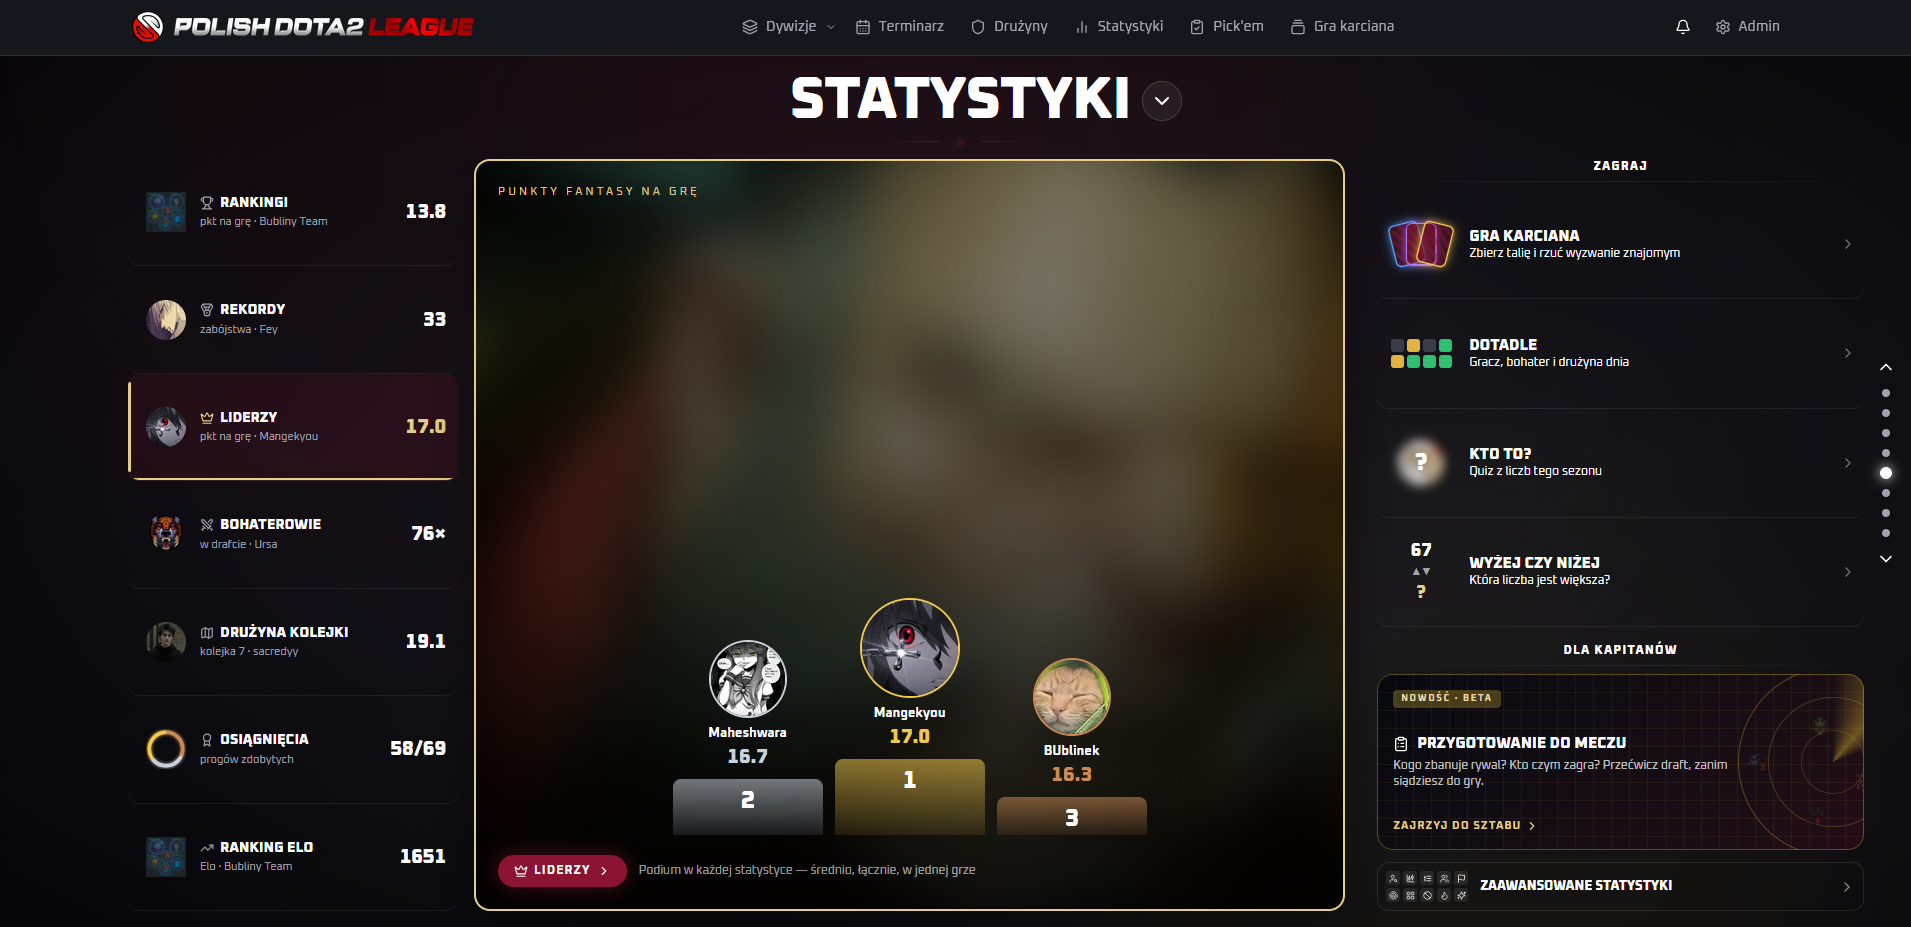 POLISH DOTA2 LEAGUE
Dywizje
Terminarz
Drużyny
Statystyki
Pick'em
Gra karciana
Admin
STATYSTYKI
RANKINGI
pkt na grę · Bubliny Team
13.8
REKORDY
zabójstwa · Fey
33
LIDERZY
pkt na grę · Mangekyou
17.0
BOHATEROWIE
w drafcie · Ursa
76×
DRUŻYNA KOLEJKI
kolejka 7 · sacredyy
19.1
OSIĄGNIĘCIA
progów zdobytych
58/69
RANKING ELO
Elo · Bubliny Team
1651
PUNKTY FANTASY NA GRĘ
Maheshwara
16.7
2
Mangekyou
17.0
1
BUblinek
16.3
3
LIDERZY
Podium w każdej statystyce — średnio, łącznie, w jednej grze
ZAGRAJ
GRA KARCIANA
Zbierz talię i rzuć wyzwanie znajomym
DOTADLE
Gracz, bohater i drużyna dnia
?
KTO TO?
Quiz z liczb tego sezonu
67
▲▼
?
WYŻEJ CZY NIŻEJ
Która liczba jest większa?
DLA KAPITANÓW
NOWOŚĆ · BETA
PRZYGOTOWANIE DO MECZU
Kogo zbanuje rywal? Kto czym zagra? Przećwicz draft, zanim
siądziesz do gry.
ZAJRZYJ DO SZTABU
ZAAWANSOWANE STATYSTYKI